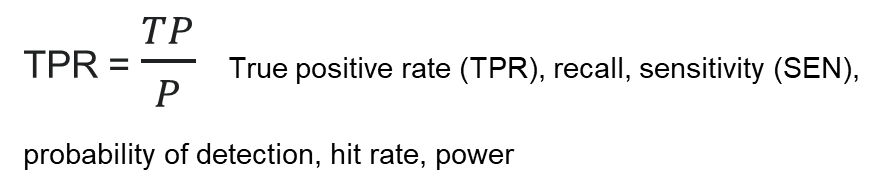 TPR = TP/P True positive rate (TPR), recall, sensitivity (SEN),
probability of detection, hit rate, power